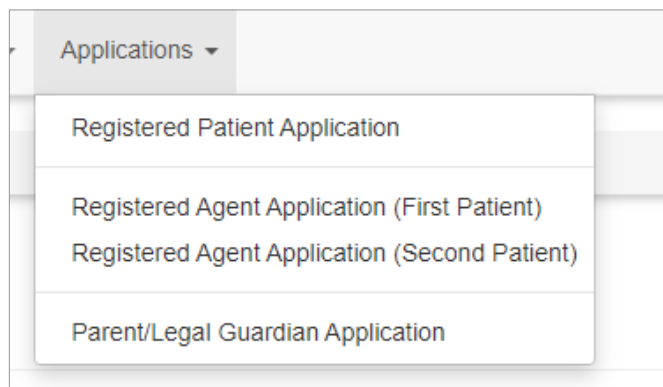 Applications
Registered Patient Application
Registered Agent Application (First Patient)
Registered Agent Application (Second Patient)
Parent/Legal Guardian Application